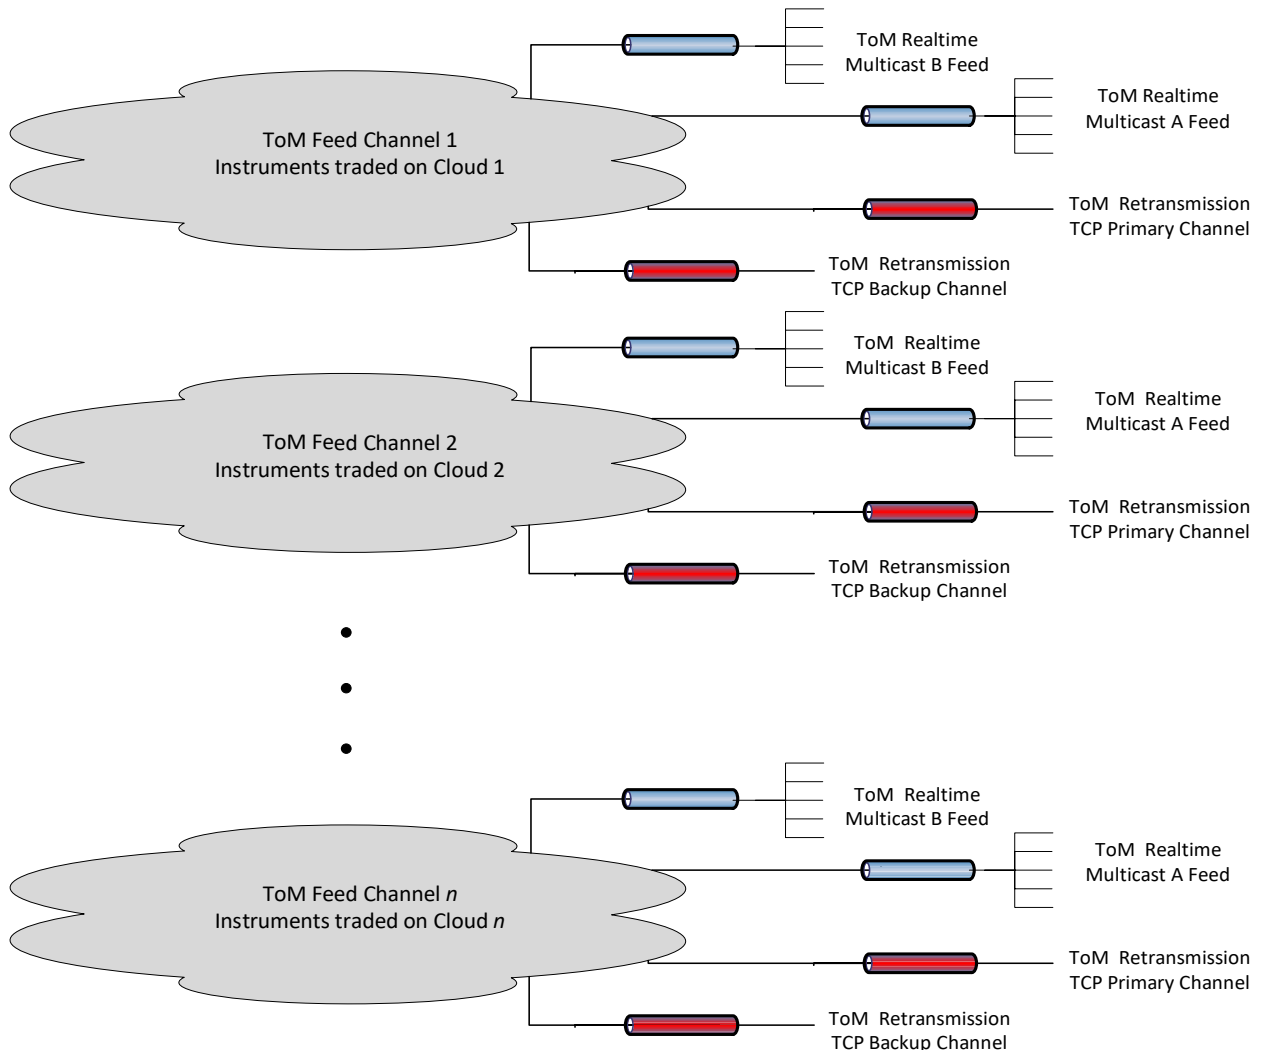 ToM Realtime
Multicast B Feed
ToM Realtime
Multicast A Feed
ToM Feed Channel 1
Instruments traded on Cloud 1
ToM Retransmission
TCP Primary Channel
ToM Retransmission
TCP Backup Channel
ToM Realtime
Multicast B Feed
ToM Realtime
Multicast A Feed
ToM Feed Channel 2
Instruments traded on Cloud 2
ToM Retransmission
TCP Primary Channel
ToM Retransmission
TCP Backup Channel
ToM Realtime
Multicast B Feed
ToM Realtime
Multicast A Feed
ToM Feed Channel n
Instruments traded on Cloud n
ToM Retransmission
TCP Primary Channel
ToM Retransmission
TCP Backup Channel